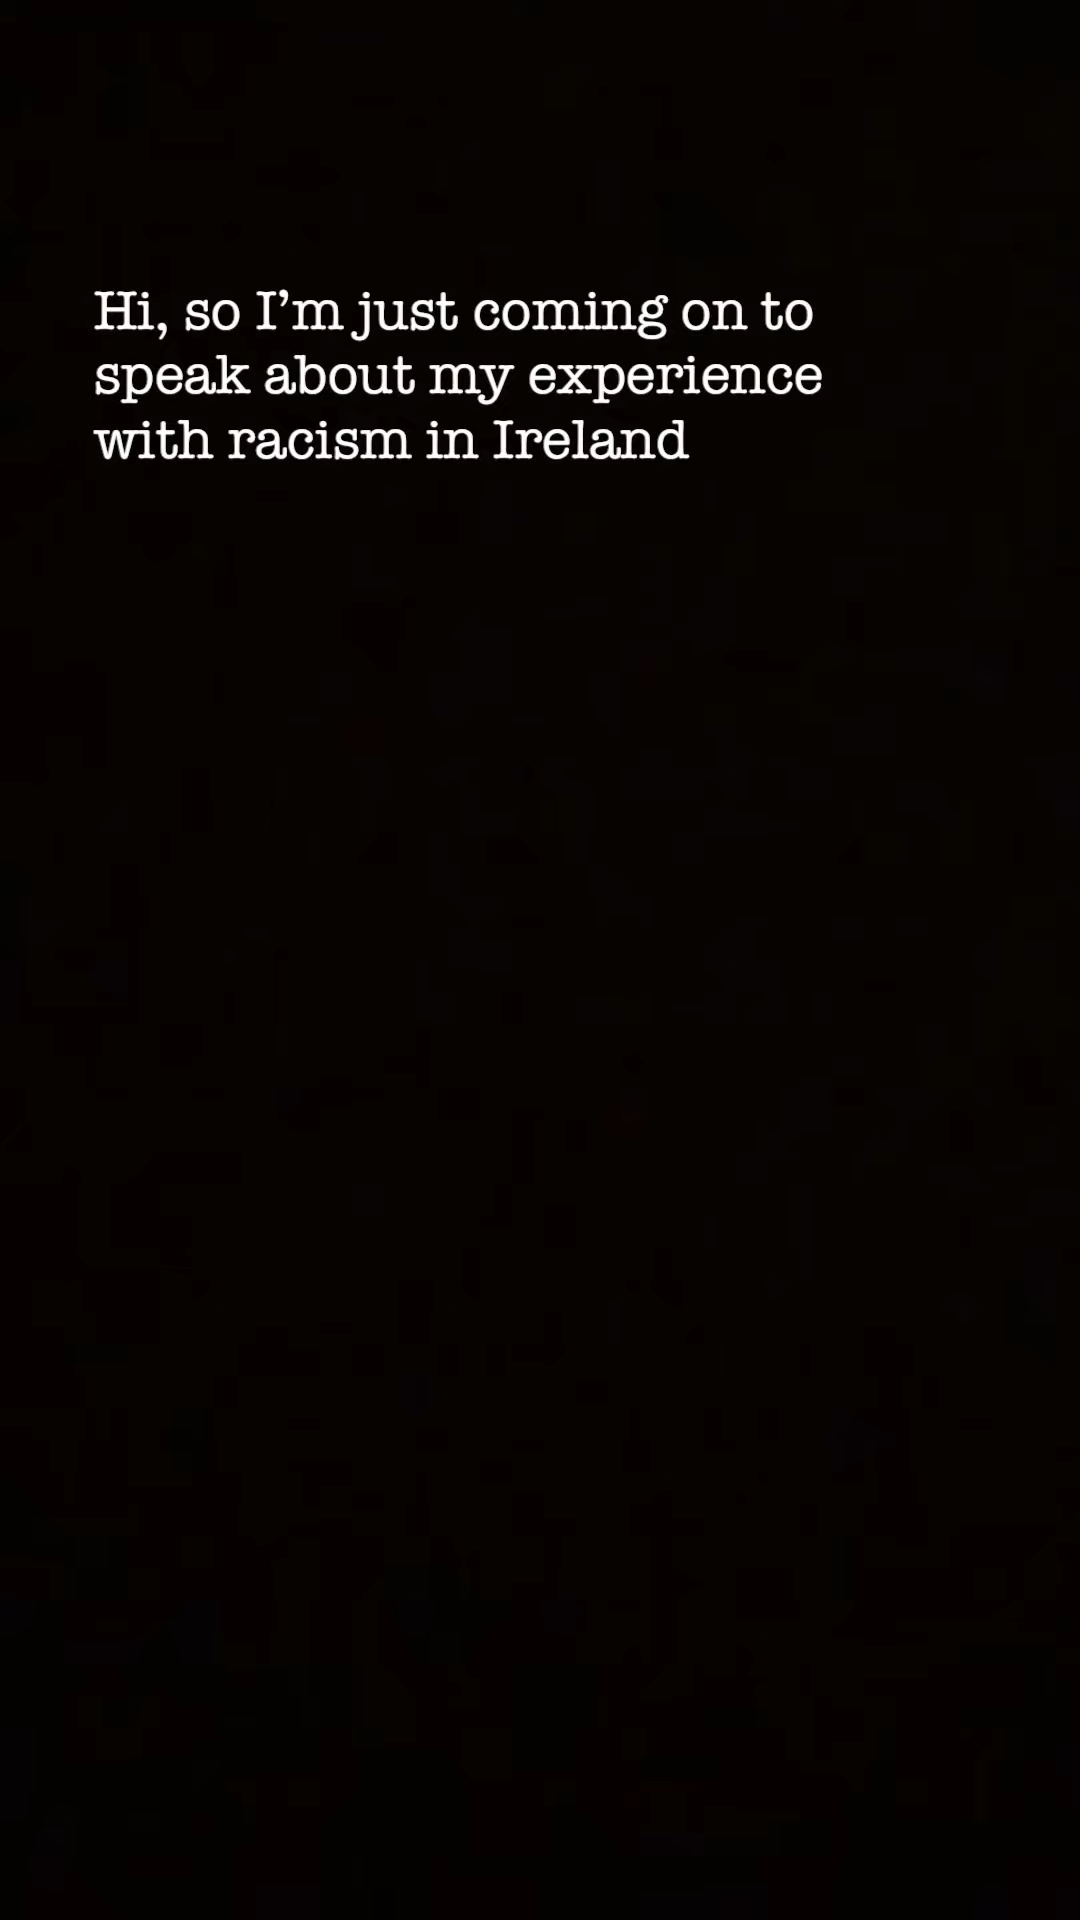 Hi, so I’m just coming on to
speak about my experience
with racism in Ireland